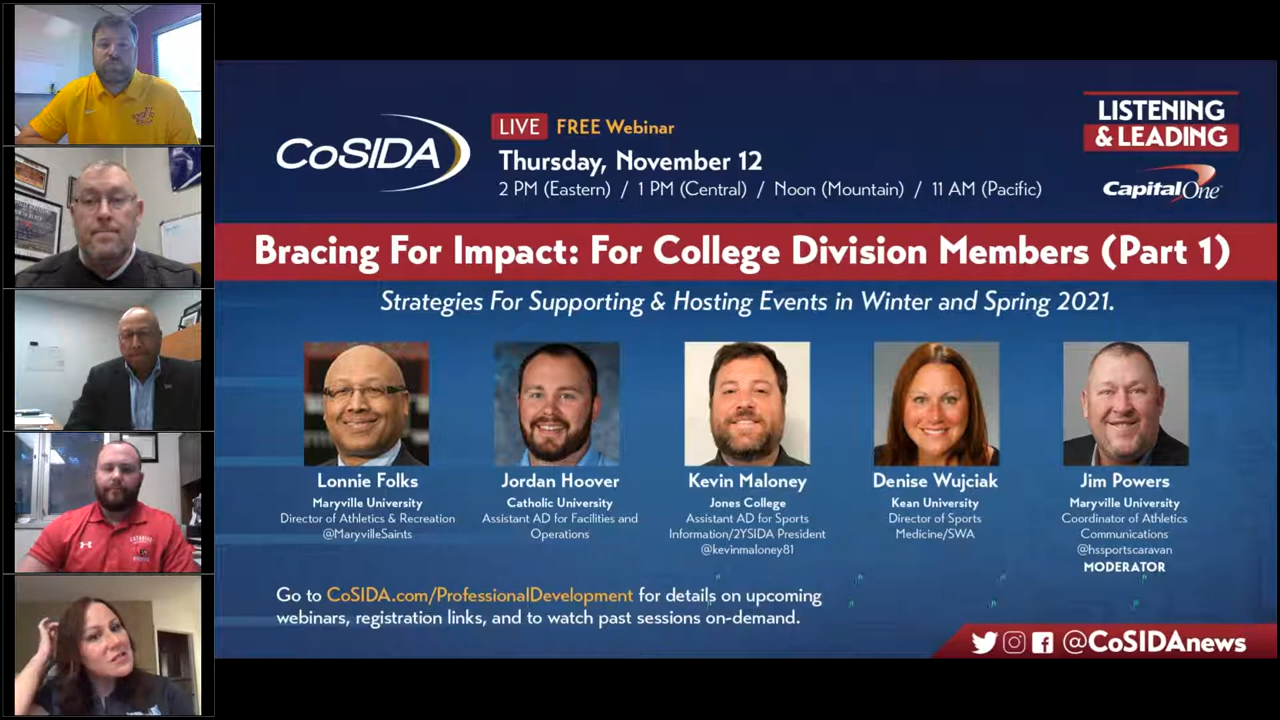 CoSIDA
LIVE FREE Webinar
Thursday, November 12
2 PM (Eastern) / 1 PM (Central) / Noon (Mountain) / 11 AM (Pacific)
LISTENING
& LEADING
Capital One
Bracing For Impact: For College Division Members (Part 1)
Strategies For Supporting & Hosting Events in Winter and Spring 2021.
Lonnie Folks
Maryville University
Director of Athletics & Recreation
@MaryvilleSaints
Jordan Hoover
Catholic University
Assistant AD for Facilities and
Operations
Kevin Maloney
Jones College
Assistant AD for Sports
Information/2YSIDA President
@kevinmaloney81
Denise Wujciak
Kean University
Director of Sports
Medicine/SWA
Jim Powers
Maryville University
Coordinator of Athletics
Communications
@hssportscaravan
MODERATOR
Go to CoSIDA.com/ProfessionalDevelopment for details on upcoming
webinars, registration links, and to watch past sessions on-demand.
@CoSIDAnews